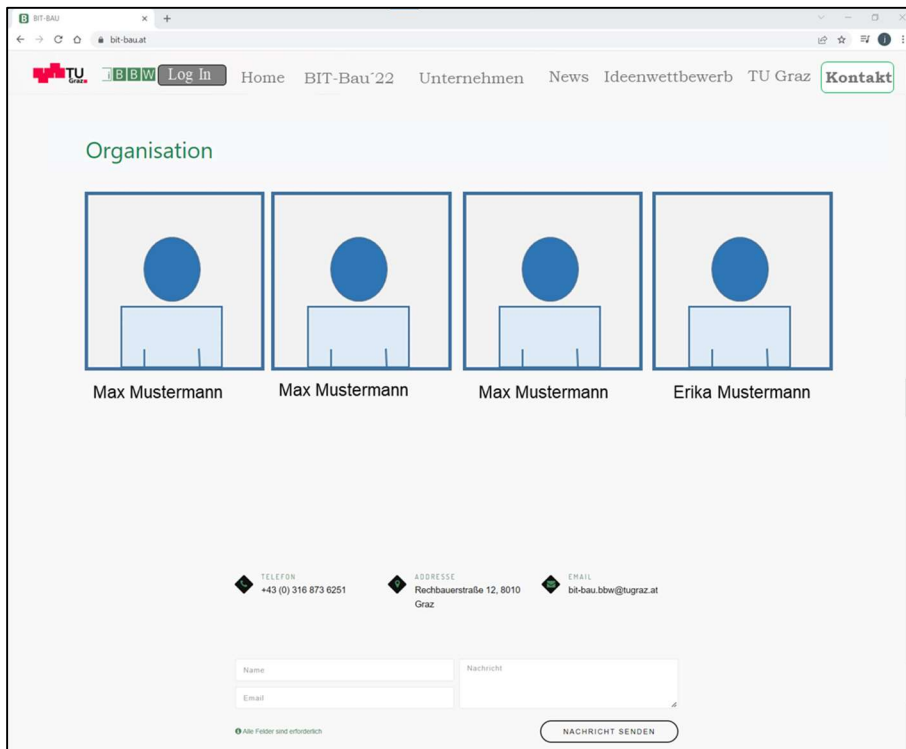 BIT-BAU
bit-bau.at
TU
Graz
BBW
Log In
Home
BIT-Bau´22
Unternehmen
News
Ideenwettbewerb
TU Graz
Kontakt
Organisation
Max Mustermann
Max Mustermann
Max Mustermann
Erika Mustermann
TELEFON
+43 (0) 316 873 6251
ADDRESSE
Rechbauerstraße 12, 8010
Graz
EMAIL
bit-bau.bbw@tugraz.at
Name
Nachricht
Email
Alle Felder sind erforderlich
NACHRICHT SENDEN